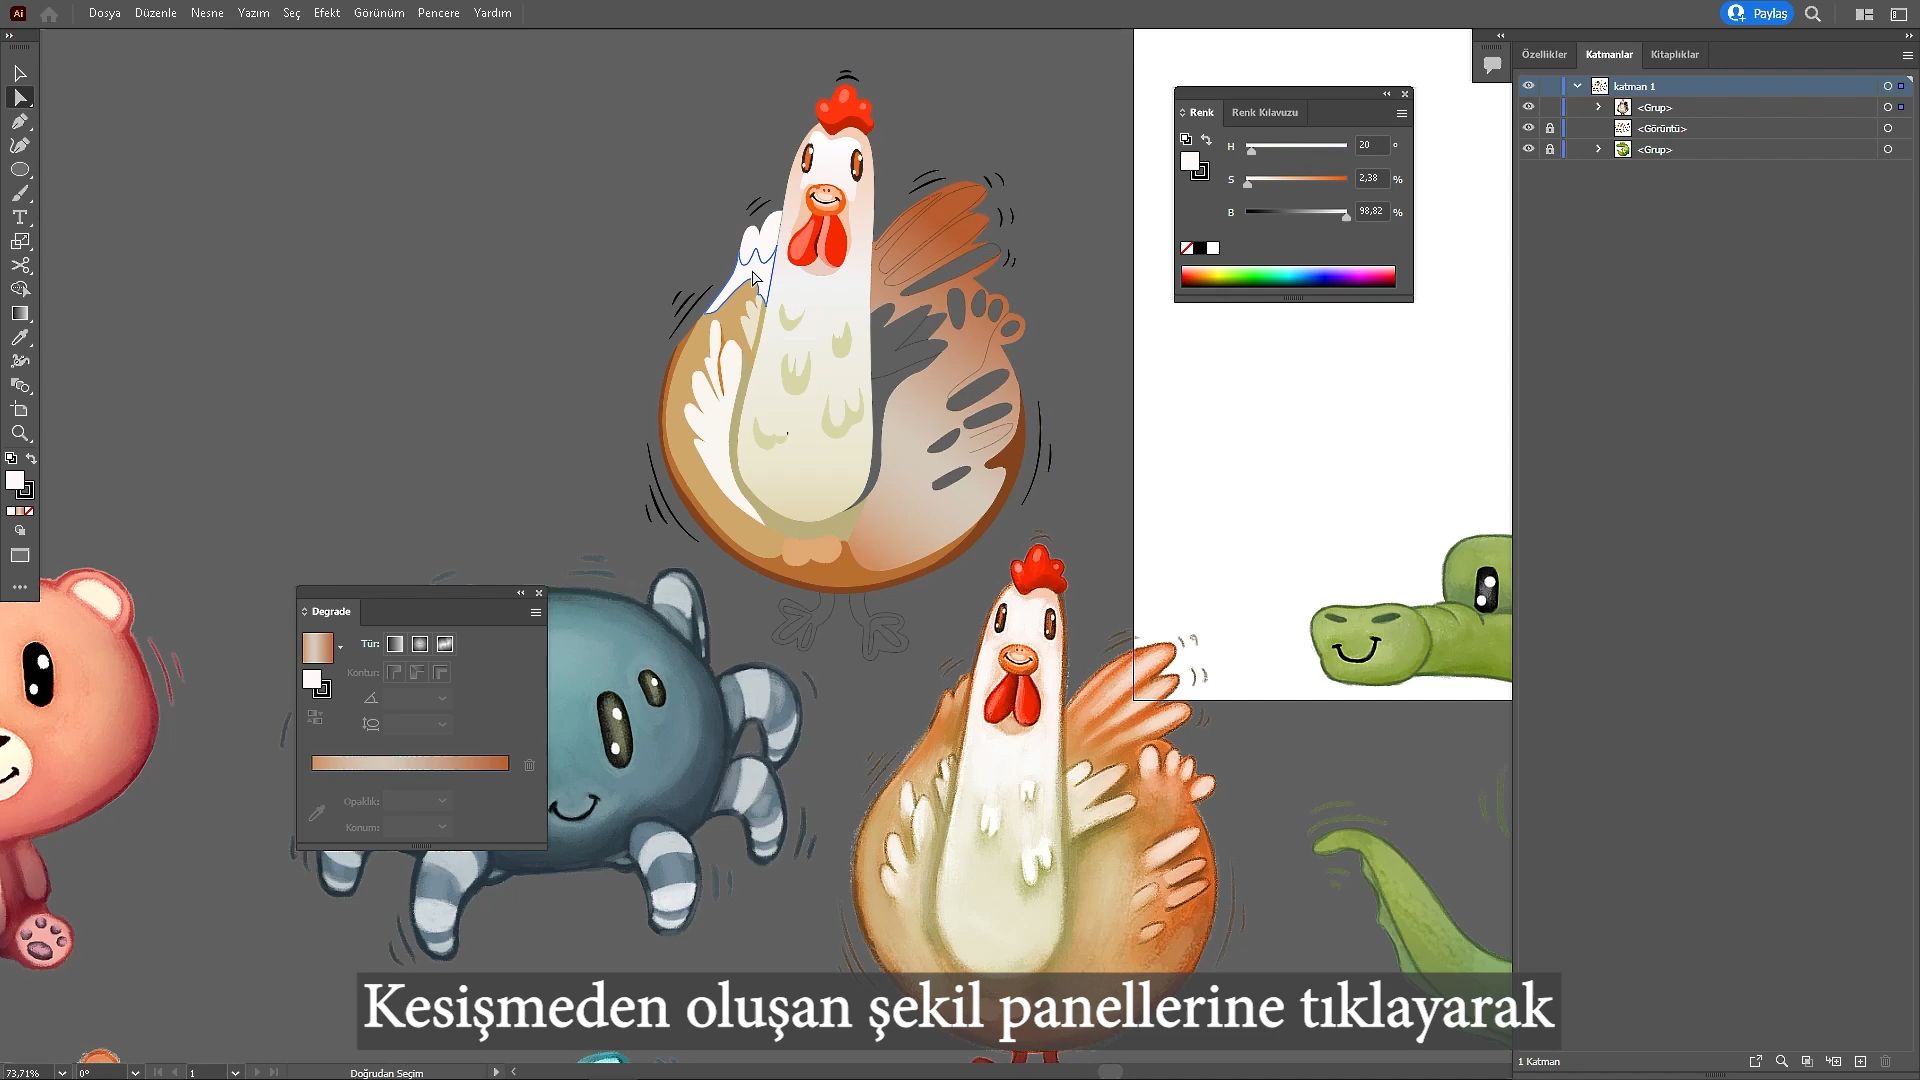 Ai
Dosya Düzenle Nesne Yazım Seç Efekt Görünüm Pencere Yardım
Paylaş
Özellikler Katmanlar Kitaplıklar
katman 1
<Grup>
<Görüntü>
<Grup>
Renk Renk Kılavuzu
H 20 °
S 2,38 %
B 98,82 %
Degrade
Tür:
Kontur:
Opaklık:
Konum:
Kesişmeden oluşan şekil panellerine tıklayarak
73,71% 0° 1 Doğrudan Seçim
1 Katman